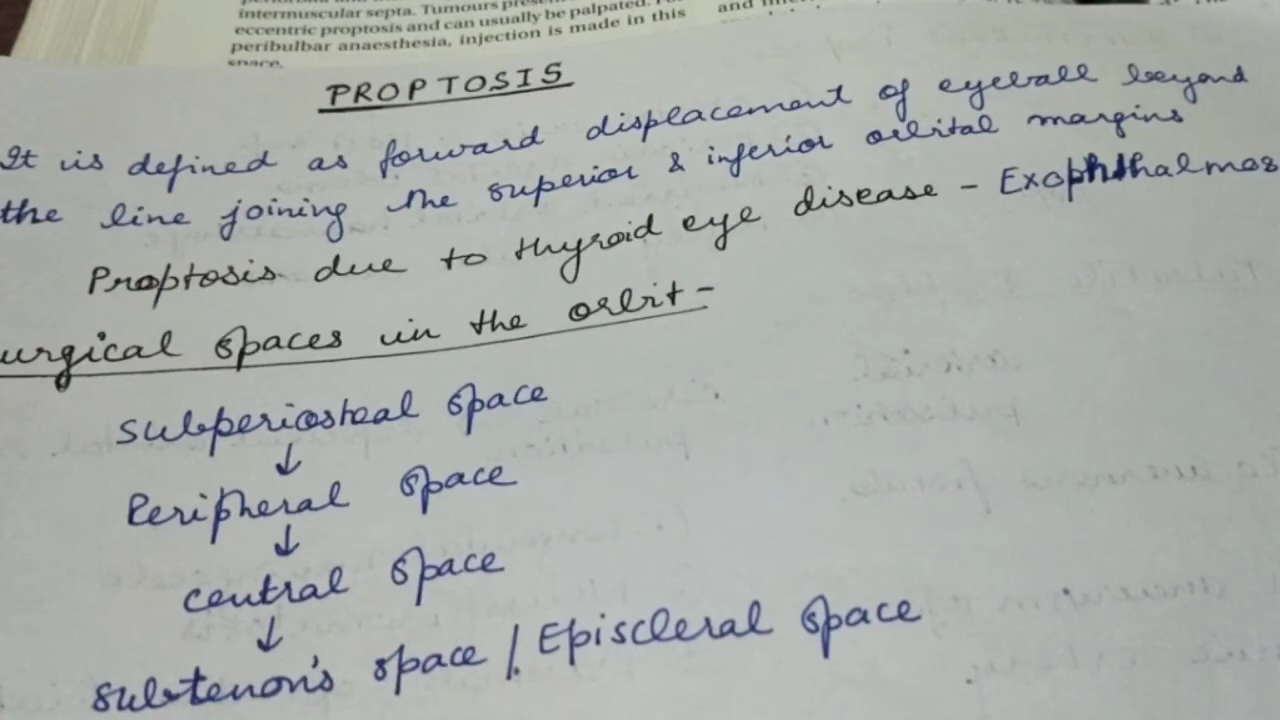 intermuscular septa. Tumours
eccentric proptosis and can usually be palpated.
peribulbar anaesthesia, injection is made in this
space.
and
PROPTOSIS
It is defined as forward displacement of eyeball beyond
the line joining the superior & inferior orbital margins
Proptosis due to thyroid eye disease - Exophthalmos
urgical spaces in the orbit -
Subperiosteal space
↓
Peripheral space
↓
central space
↓
subtenon's space / Episcleral space